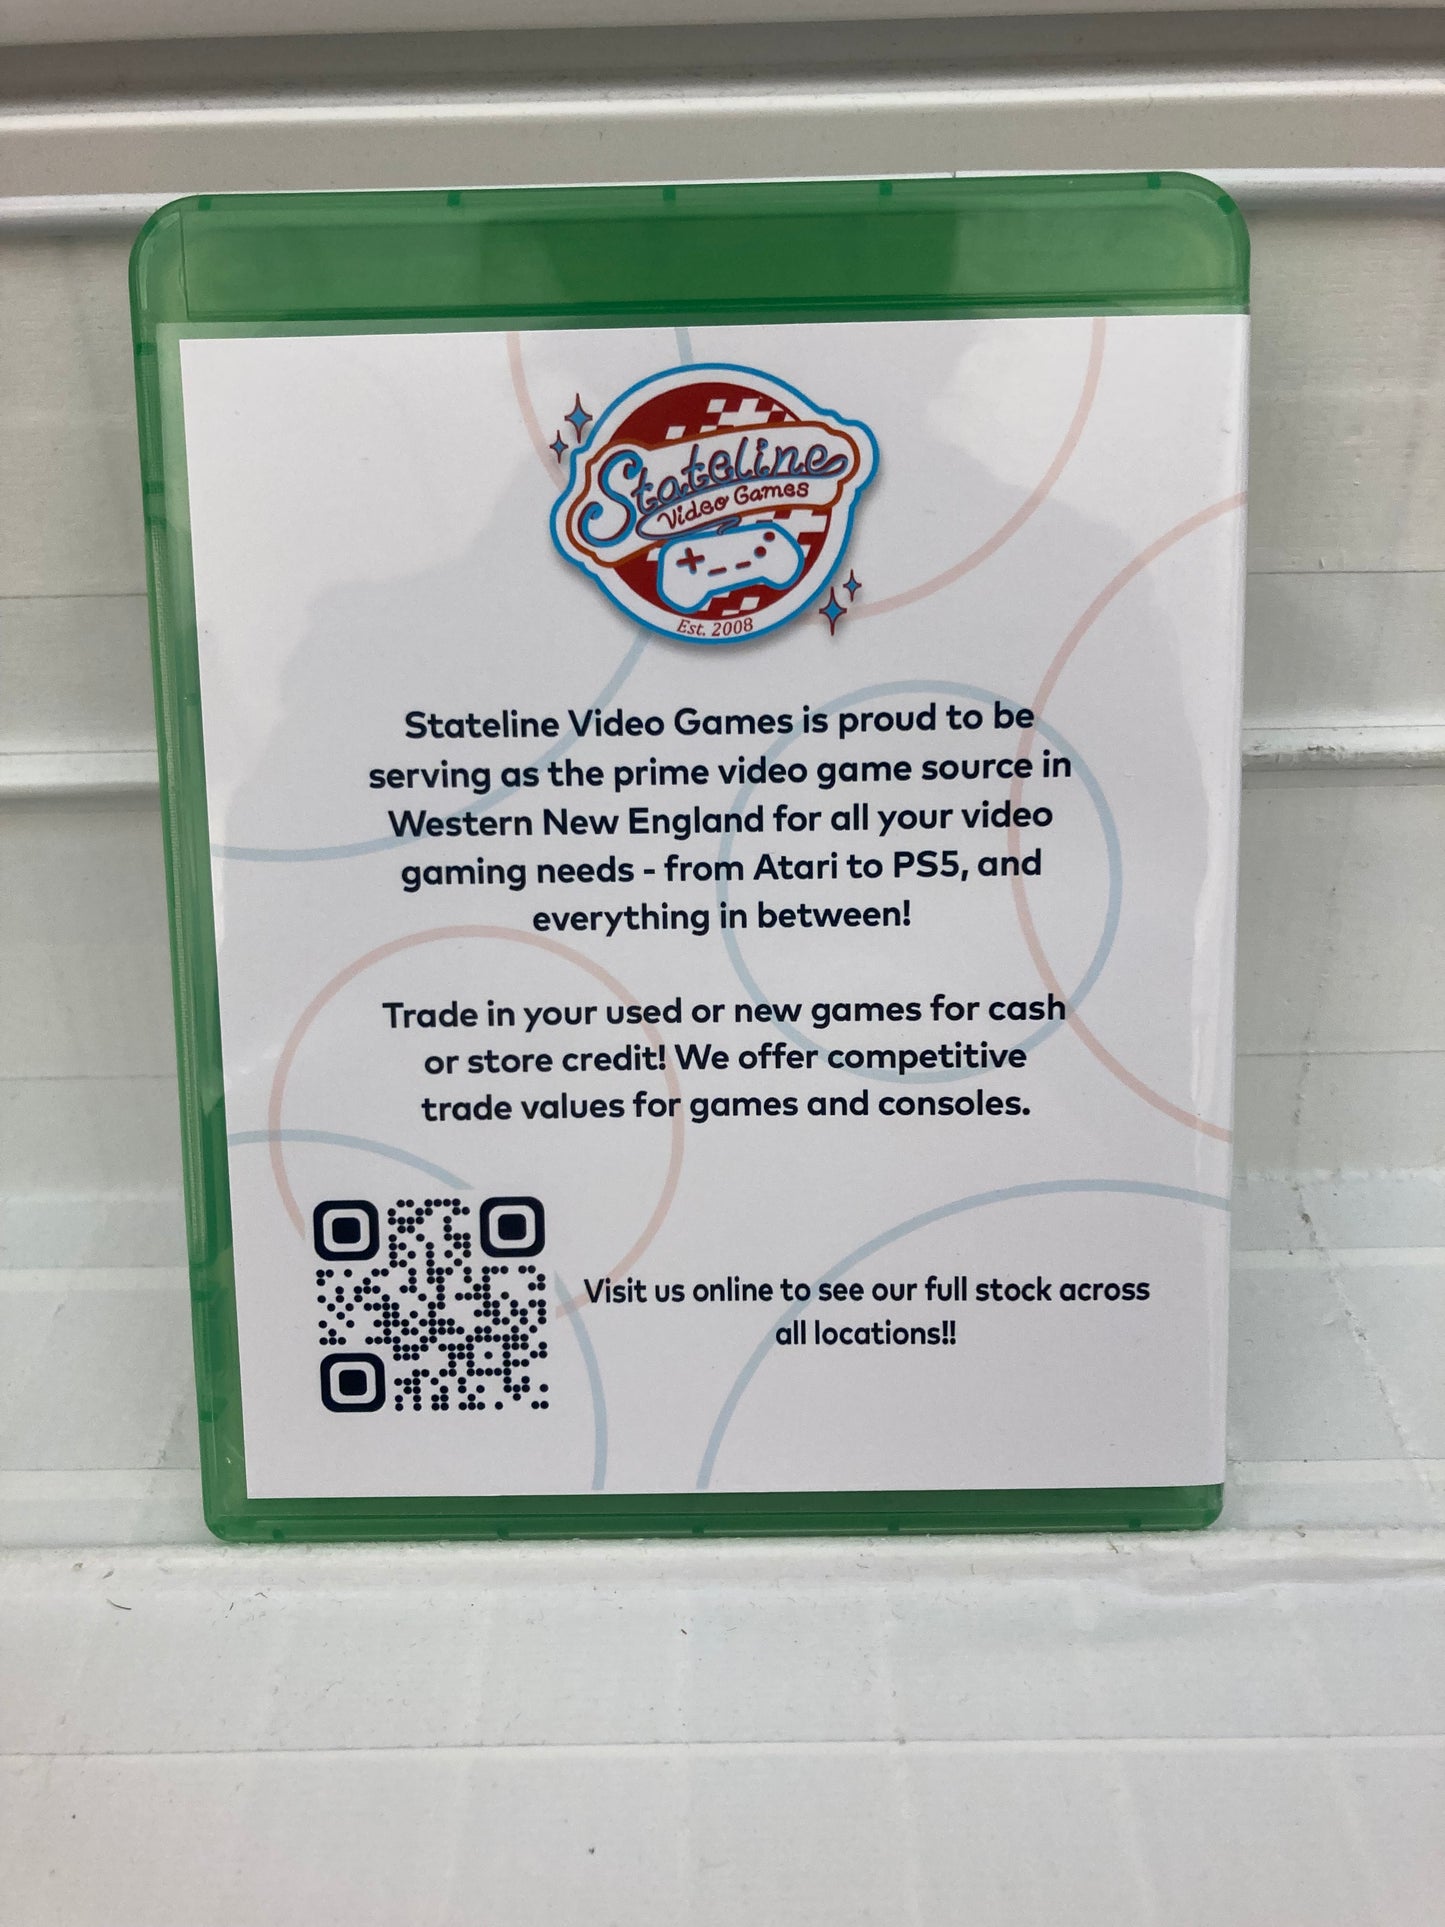 Stateline
Video Games
Est. 2008
Stateline Video Games is proud to be
serving as the prime video game source in
Western New England for all your video
gaming needs - from Atari to PS5, and
everything in between!
Trade in your used or new games for cash
or store credit! We offer competitive
trade values for games and consoles.
Visit us online to see our full stock across
all locations!!